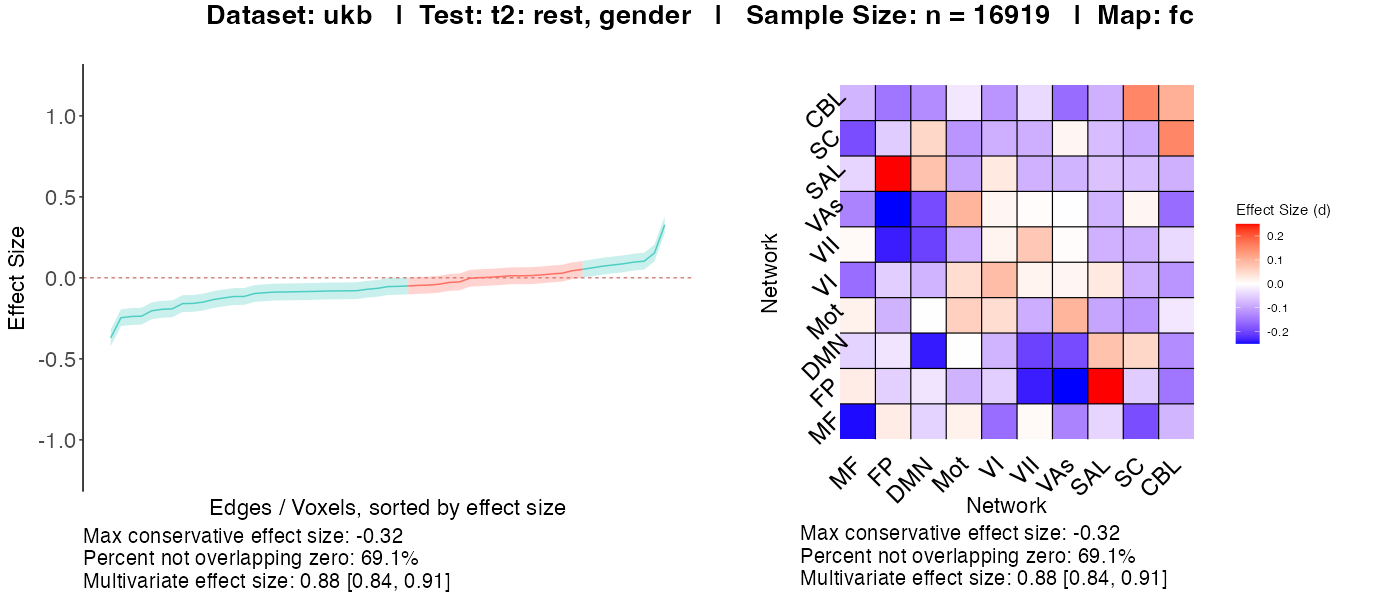 Dataset: ukb | Test: t2: rest, gender | Sample Size: n = 16919 | Map: fc
Effect Size
1.0
0.5
0.0
-0.5
-1.0
Edges / Voxels, sorted by effect size
Max conservative effect size: -0.32
Percent not overlapping zero: 69.1%
Multivariate effect size: 0.88 [0.84, 0.91]
Network
CBL
SC
SAL
VAs
VII
VI
Mot
DMN
FP
MF
MF FP DMN Mot VI VII VAs SAL SC CBL
Network
Effect Size (d)
0.2
0.1
-0.0
-0.1
-0.2
Max conservative effect size: -0.32
Percent not overlapping zero: 69.1%
Multivariate effect size: 0.88 [0.84, 0.91]